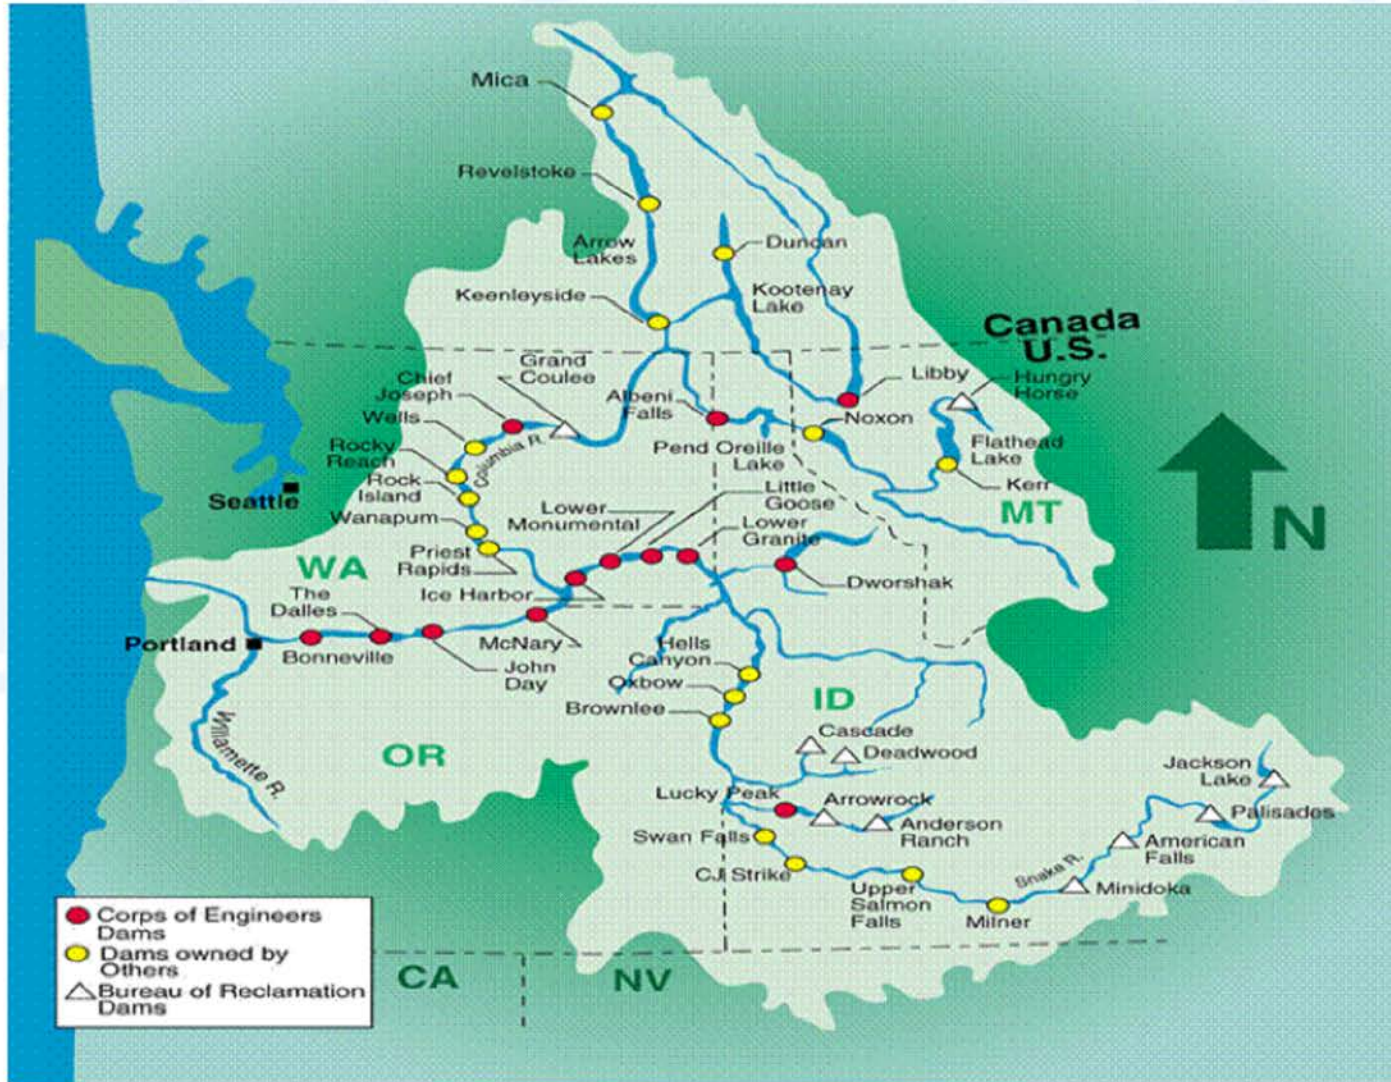 Mica
Revelstoke
Arrow
Lakes
Duncan
Keenleyside
Kootenay
Lake
Canada
U.S.
Grand
Coulee
Chief
Joseph
Albeni
Falls
Libby
Hungry
Horse
Wells
Noxon
Columbia R.
Rocky
Reach
Pend Oreille
Lake
Flathead
Lake
Rock
Island
Kerr
Seattle
Little
Goose
Lower
Monumental
Wanapum
Lower
Granite
MT
N
Priest
Rapids
WA
Ice Harbor
Dworshak
The
Dalles
Portland
Bonneville
McNary
John
Day
Hells
Canyon
Oxbow
Brownlee
ID
Willamette R.
OR
Cascade
Deadwood
Jackson
Lake
Lucky Peak
Arrowrock
Palisades
Anderson
Ranch
Swan Falls
American
Falls
CJ Strike
Snake R.
Upper
Salmon
Falls
Minidoka
Milner
Corps of Engineers
Dams
Dams owned by
Others
Bureau of Reclamation
Dams
CA
NV